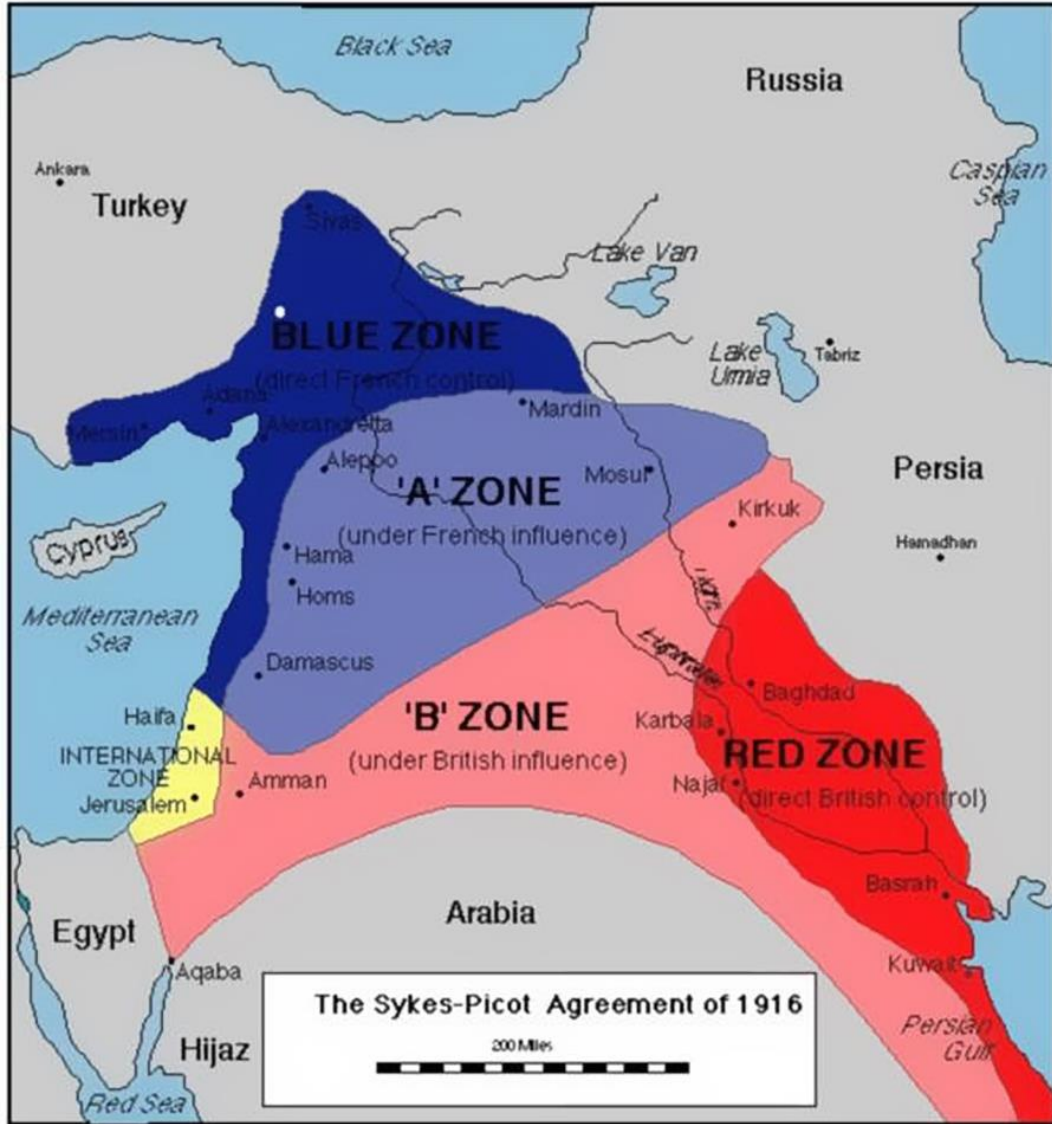 Black Sea
Russia
Ankara
Caspian
Sea
Turkey
Sivas
Lake Van
BLUE ZONE
(direct French control)
Lake
Urmia
Tabriz
Adana
Mersin
Alexandretta
Mardin
Aleppo
'A' ZONE
(under French influence)
Mosul
Persia
Kirkuk
Cyprus
Hama
Hamadhan
Homs
Mediterranean
Sea
Tigris
Euphrates
Damascus
Baghdad
Haifa
'B' ZONE
(under British influence)
Karbala
INTERNATIONAL
ZONE
RED ZONE
(direct British control)
Amman
Najaf
Jerusalem
Basrah
Egypt
Arabia
Aqaba
Kuwait
The Sykes-Picot Agreement of 1916
200 Miles
Persian
Gulf
Hijaz
Red Sea